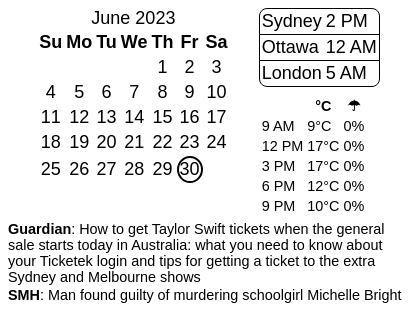 June 2023
Su Mo Tu We Th Fr Sa
1 2 3
4 5 6 7 8 9 10
11 12 13 14 15 16 17
18 19 20 21 22 23 24
25 26 27 28 29 30
Sydney 2 PM
Ottawa 12 AM
London 5 AM
°C ☂
9 AM 9°C 0%
12 PM 17°C 0%
3 PM 17°C 0%
6 PM 12°C 0%
9 PM 10°C 0%
Guardian: How to get Taylor Swift tickets when the general
sale starts today in Australia: what you need to know about
your Ticketek login and tips for getting a ticket to the extra
Sydney and Melbourne shows
SMH: Man found guilty of murdering schoolgirl Michelle Bright